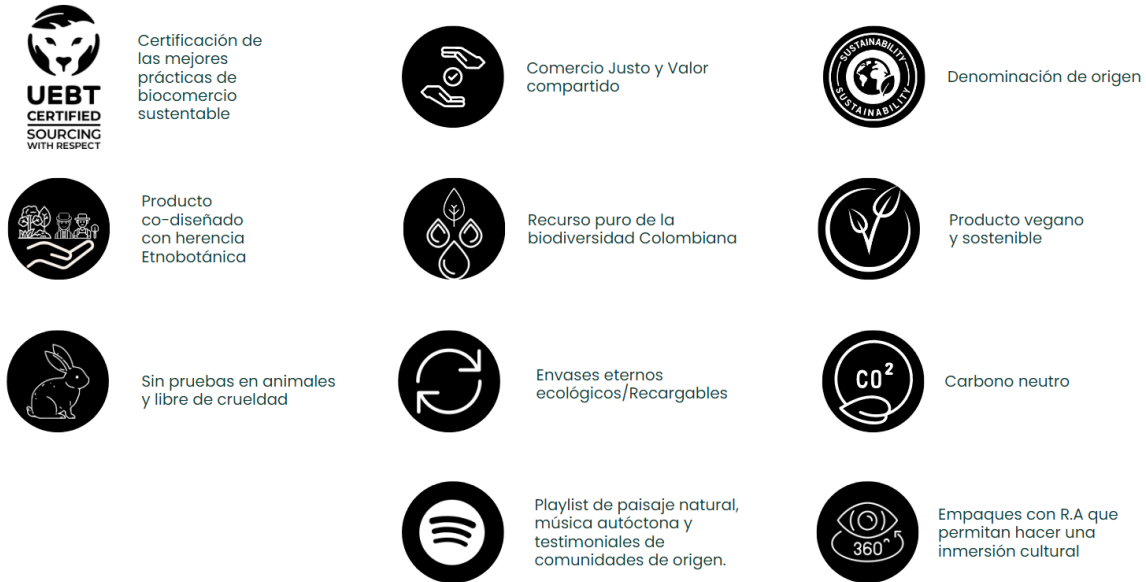 UEBT
CERTIFIED
SOURCING
WITH RESPECT
Certificación de
las mejores
prácticas de
biocomercio
sustentable
Comercio Justo y Valor
compartido
SUSTAINABILITY
SUSTAINABILITY
Denominación de origen
Producto
co-diseñado
con herencia
Etnobotánica
Recurso puro de la
biodiversidad Colombiana
Producto vegano
y sostenible
Sin pruebas en animales
y libre de crueldad
Envases eternos
ecológicos/Recargables
CO²
Carbono neutro
Playlist de paisaje natural,
música autóctona y
testimoniales de
comunidades de origen.
360°
Empaques con R.A que
permitan hacer una
inmersión cultural